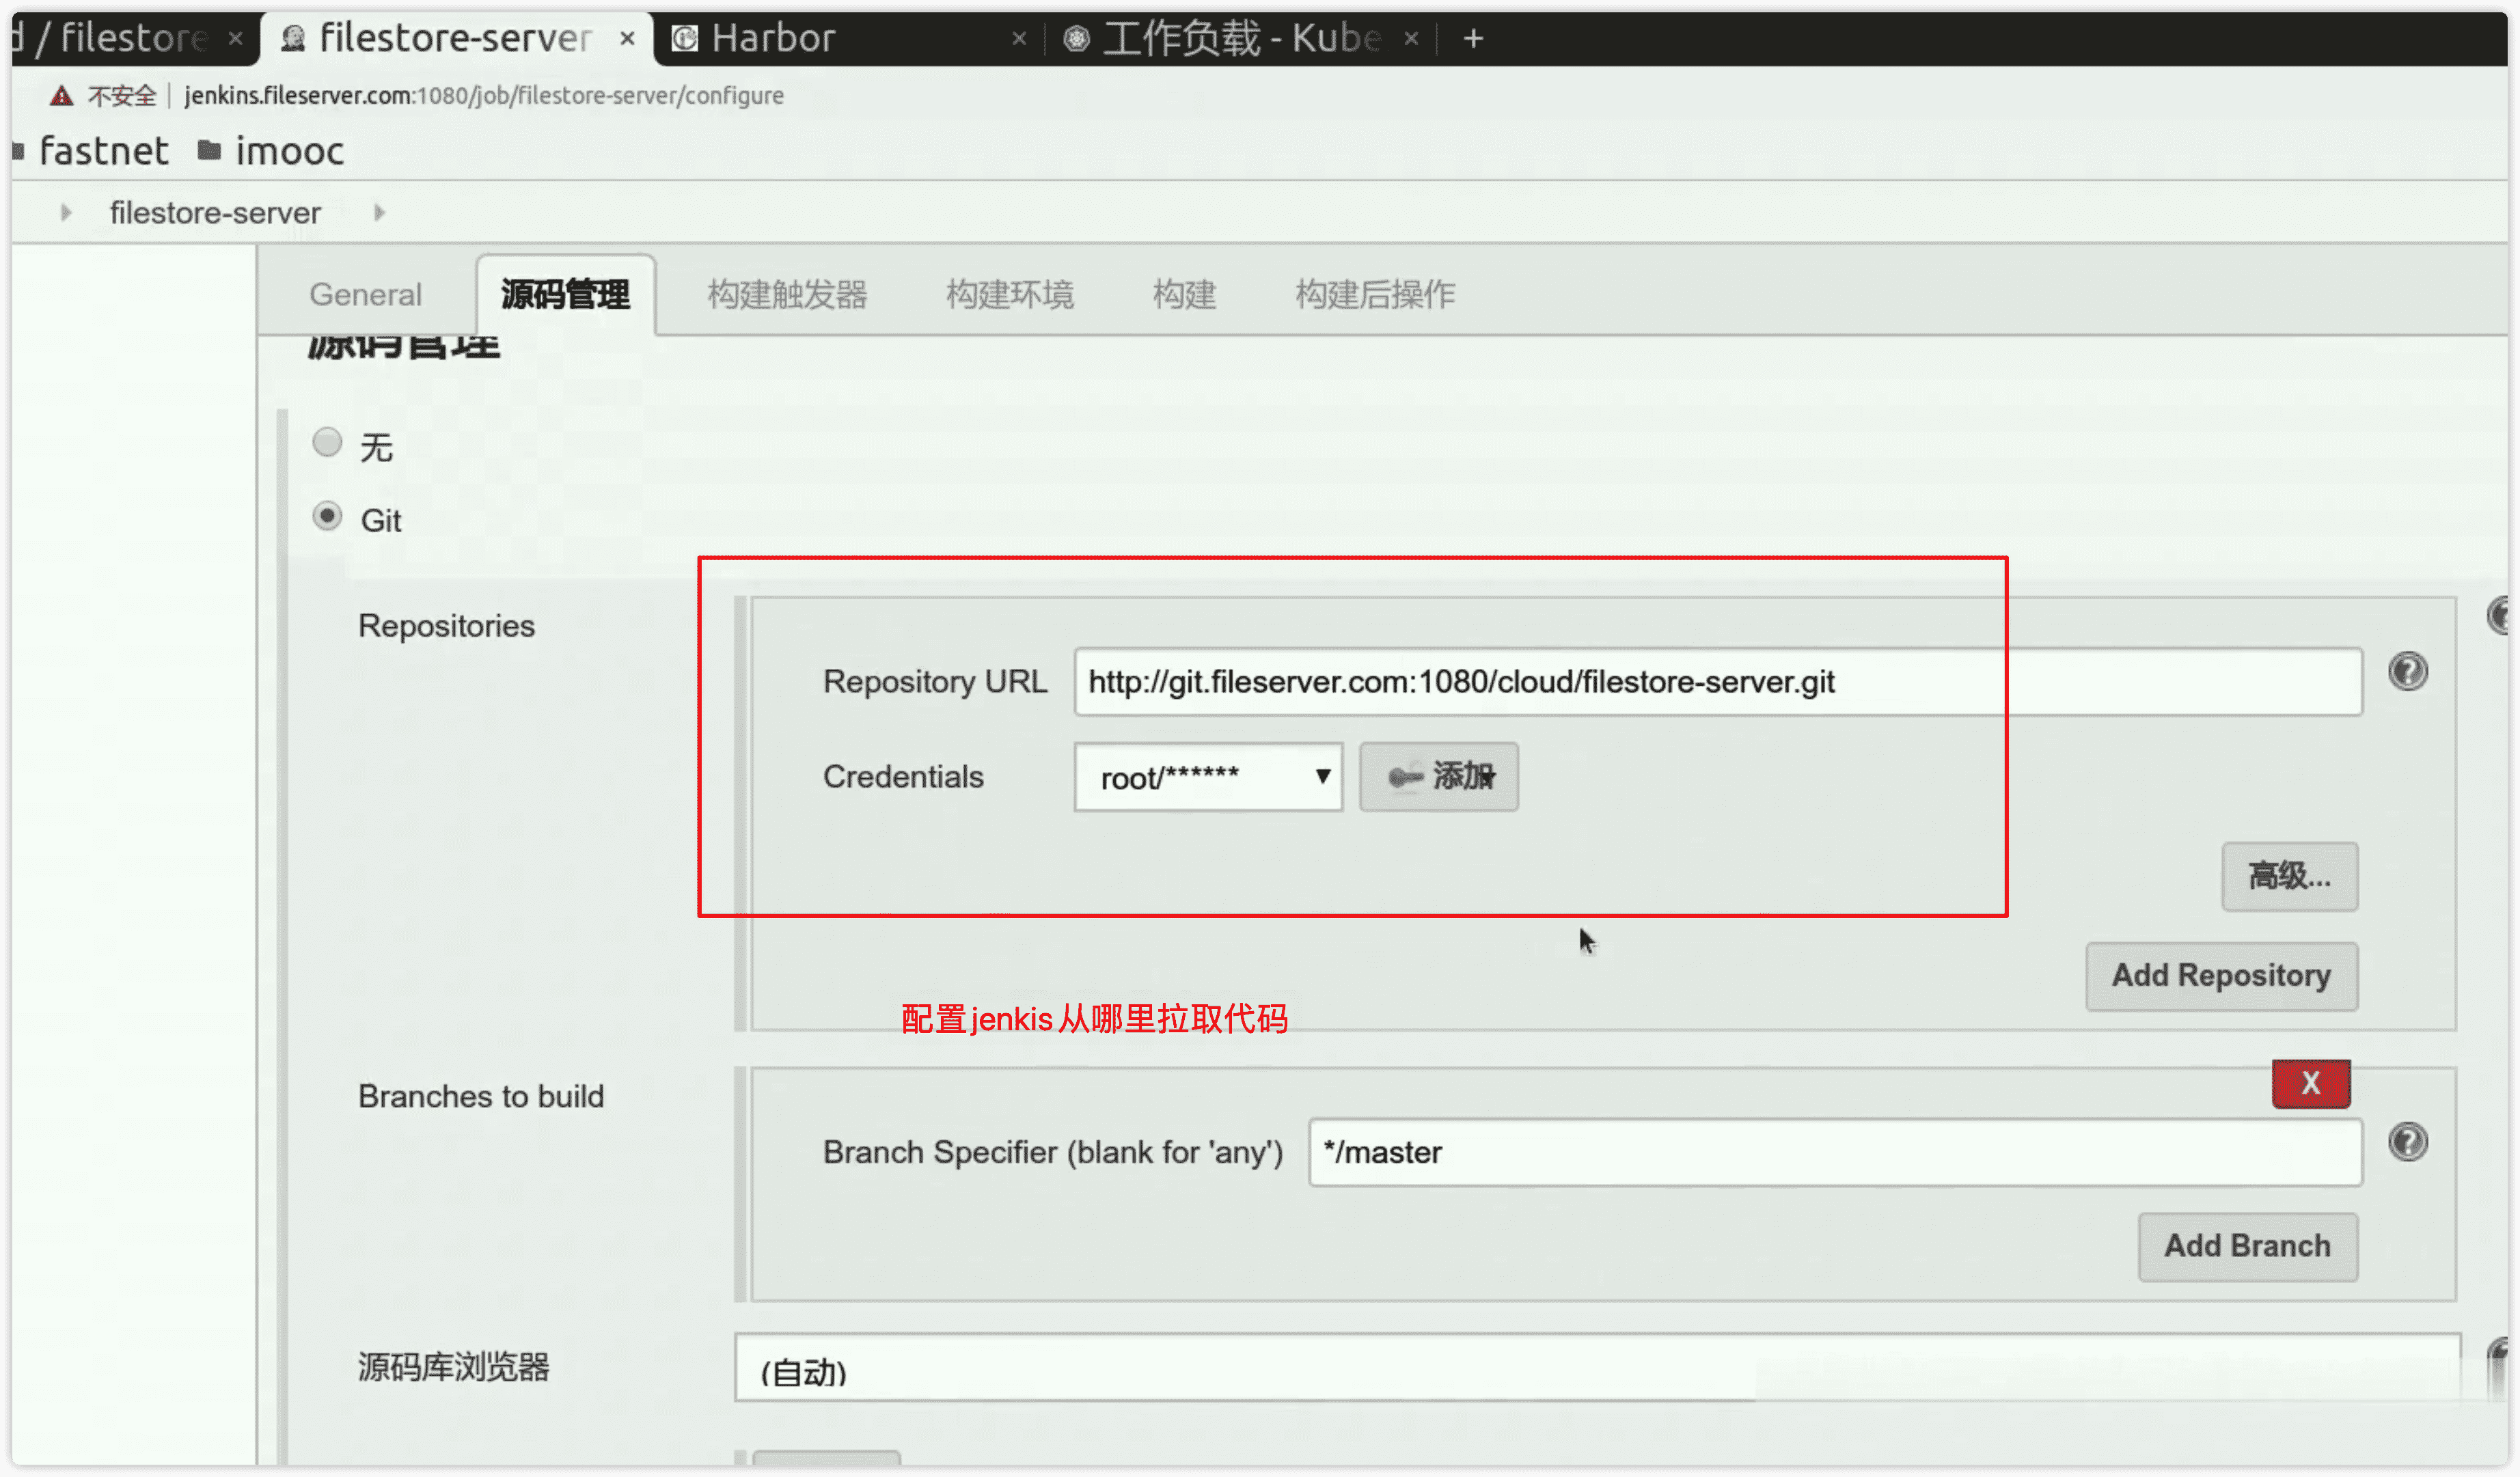 d / filestore × filestore-server × Harbor × 工作负载 - Kube × +
不安全 | jenkins.fileserver.com:1080/job/filestore-server/configure
fastnet imooc
filestore-server
General 源码管理 构建触发器 构建环境 构建 构建后操作
源码管理
无
Git
Repositories
Repository URL http://git.fileserver.com:1080/cloud/filestore-server.git
Credentials root/****** 添加
高级...
Add Repository
配置jenkis从哪里拉取代码
Branches to build
X
Branch Specifier (blank for 'any') */master
Add Branch
源码库浏览器 (自动)